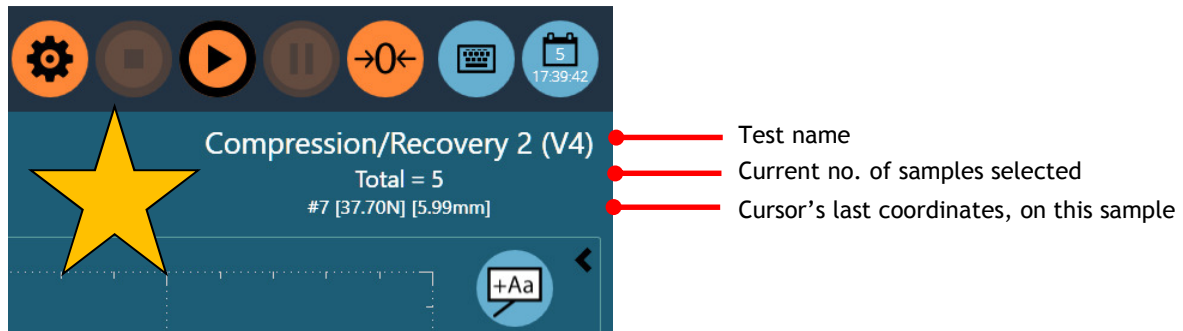 →0←
5
17:39:42
Compression/Recovery 2 (V4)
Total = 5
#7 [37.70N] [5.99mm]
+Aa
Test name
Current no. of samples selected
Cursor’s last coordinates, on this sample